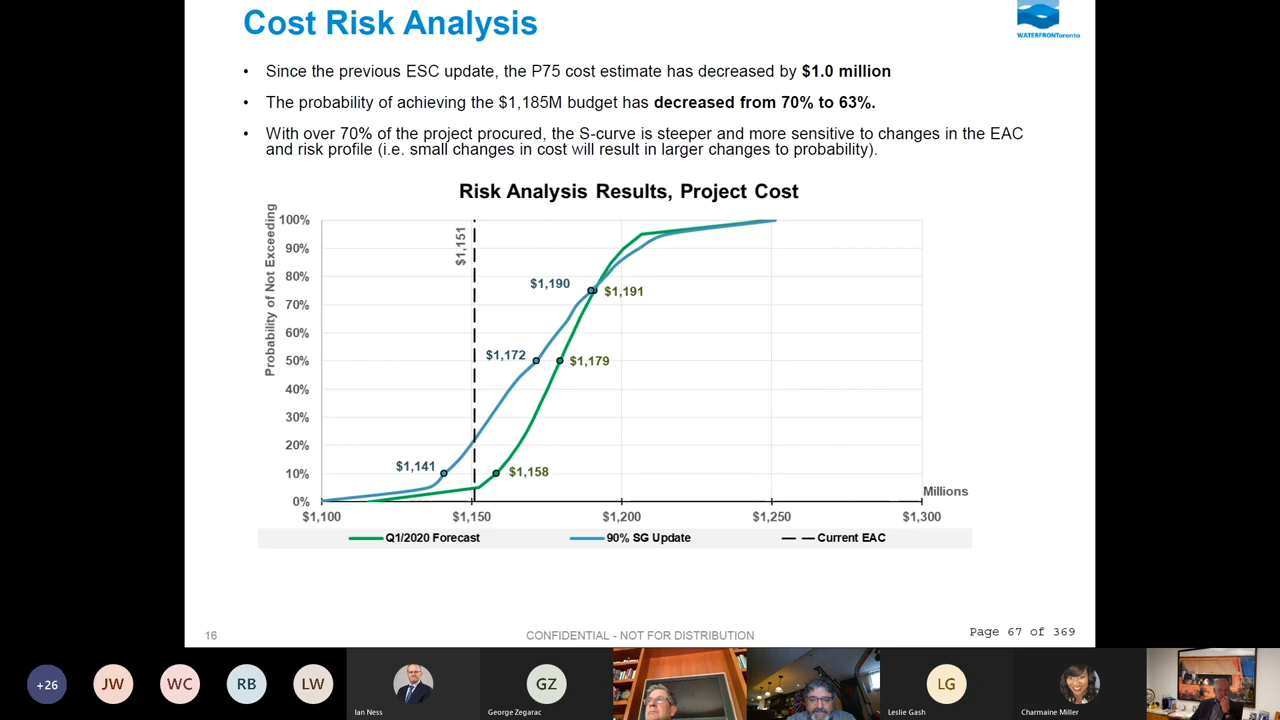 Cost Risk Analysis
WATERFRONToronto
• Since the previous ESC update, the P75 cost estimate has decreased by $1.0 million
• The probability of achieving the $1,185M budget has decreased from 70% to 63%.
• With over 70% of the project procured, the S-curve is steeper and more sensitive to changes in the EAC
and risk profile (i.e. small changes in cost will result in larger changes to probability).
Risk Analysis Results, Project Cost
Probability of Not Exceeding
100%
90%
80%
70%
60%
50%
40%
30%
20%
10%
0%
$1,151
$1,190
$1,191
$1,172
$1,179
$1,141
$1,158
Millions
$1,100
$1,150
$1,200
$1,250
$1,300
Q1/2020 Forecast
90% SG Update
Current EAC
16
CONFIDENTIAL - NOT FOR DISTRIBUTION
Page 67 of 369
+26
JW
WC
RB
LW
Ian Ness
GZ
George Zegarac
LG
Leslie Gash
Charmaine Miller